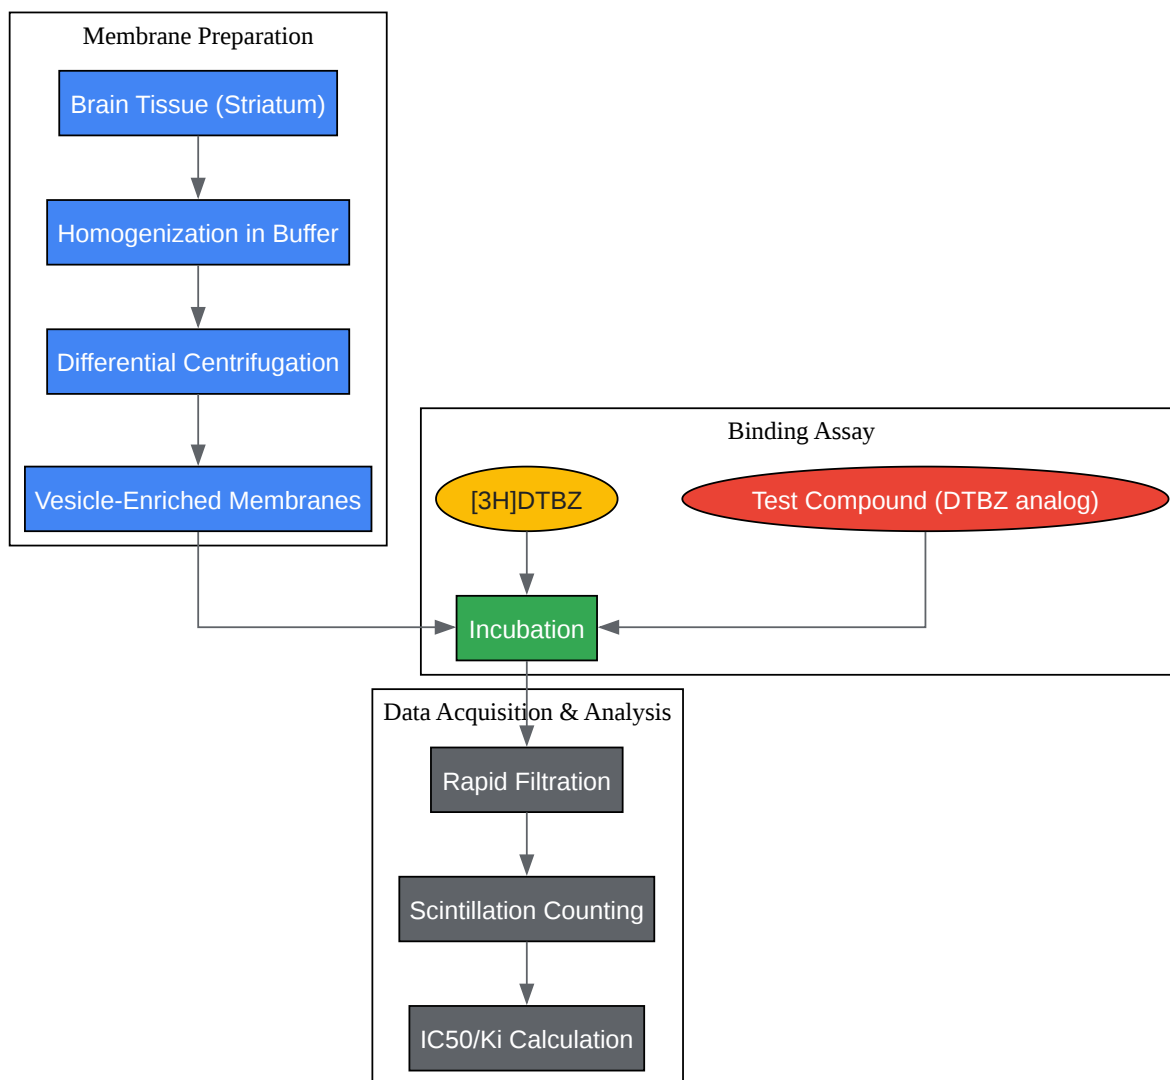 Membrane Preparation
Brain Tissue (Striatum)
Homogenization in Buffer
Differential Centrifugation
Vesicle-Enriched Membranes
Binding Assay
[3H]DTBZ
Test Compound (DTBZ analog)
Incubation
Data Acquisition & Analysis
Rapid Filtration
Scintillation Counting
IC50/Ki Calculation